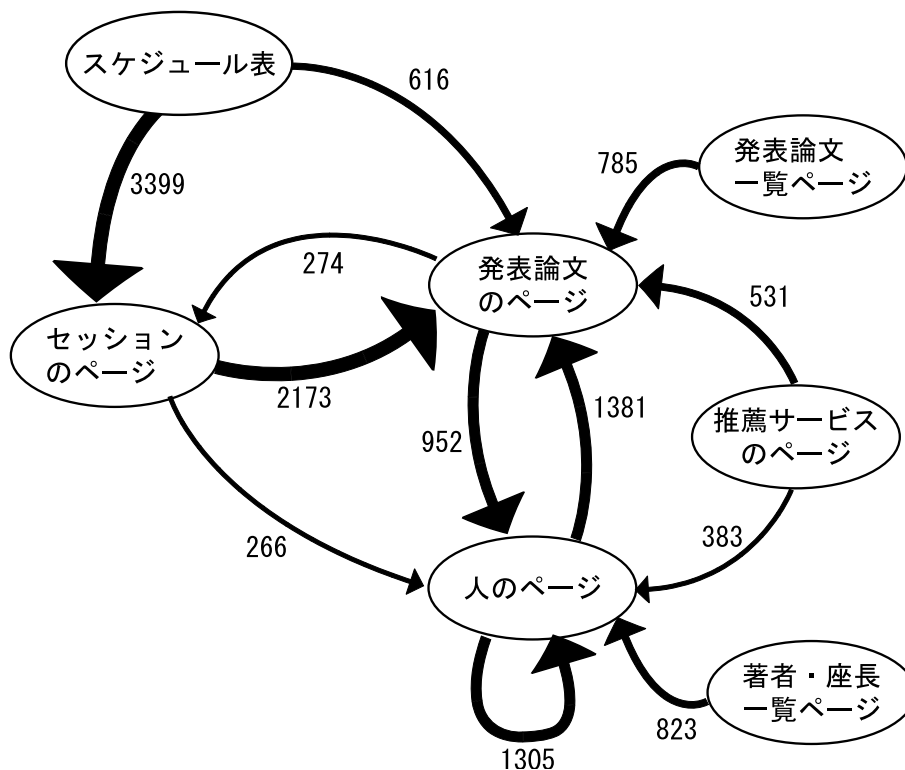 スケジュール表
616
発表論文
一覧ページ
785
3399
274
発表論文
のページ
531
セッション
のページ
2173
1381
推薦サービス
のページ
952
266
383
人のページ
著者・座長
一覧ページ
823
1305